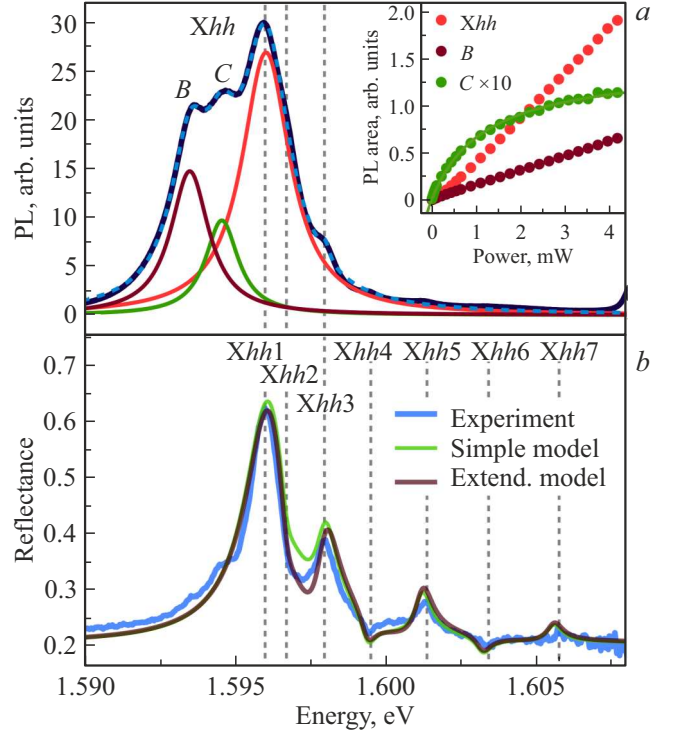 a
30
25
20
15
10
5
0
PL, arb. units
Xhh
B
C
2.0
1.5
1.0
0.5
0
PL area, arb. units
Xhh
B
C ×10
0 1 2 3 4
Power, mW
b
0.7
0.6
0.5
0.4
0.3
0.2
Reflectance
Xhh1 Xhh4 Xhh5 Xhh6 Xhh7
Xhh2
Xhh3
Experiment
Simple model
Extend. model
1.590 1.595 1.600 1.605
Energy, eV